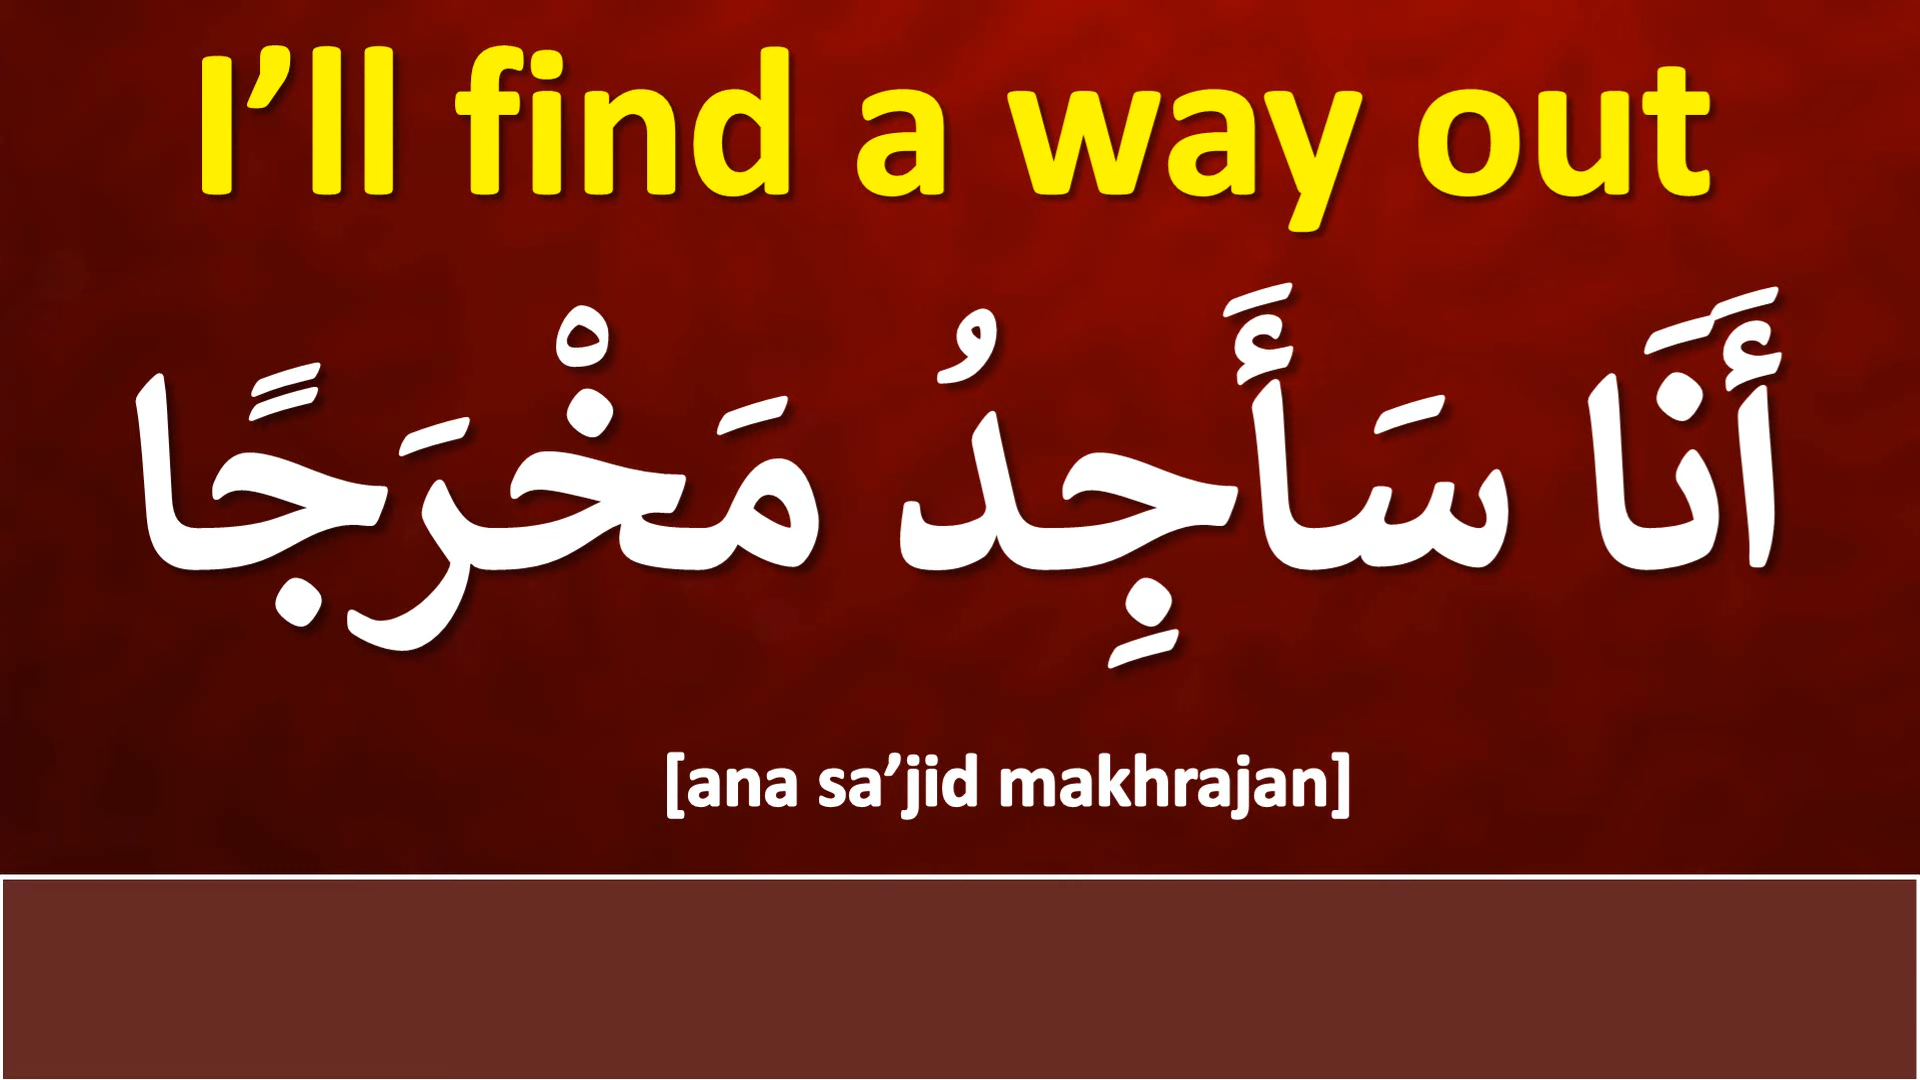 I’ll find a way out
أَنَا سَأَجِدُ مَخْرَجًا
[ana sa’jid makhrajan]